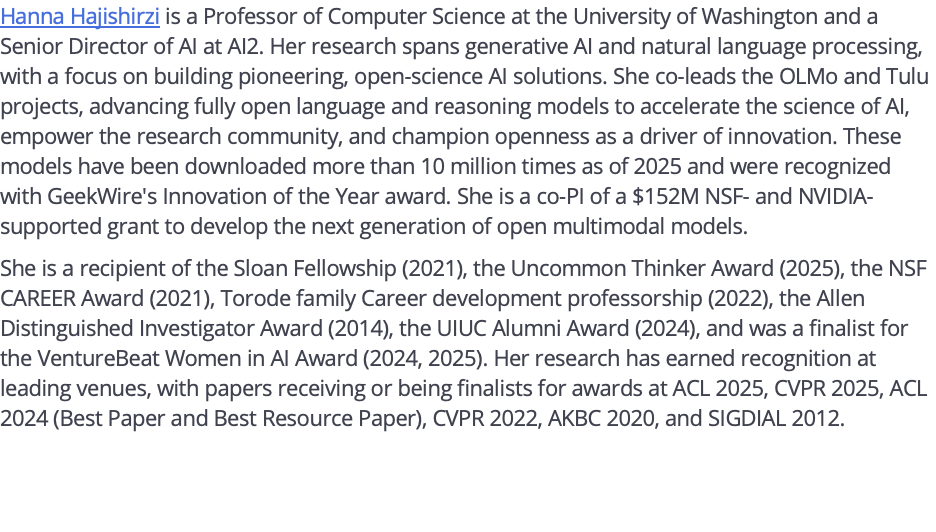 Hanna Hajishirzi is a Professor of Computer Science at the University of Washington and a
Senior Director of AI at AI2. Her research spans generative AI and natural language processing,
with a focus on building pioneering, open-science AI solutions. She co-leads the OLMo and Tulu
projects, advancing fully open language and reasoning models to accelerate the science of AI,
empower the research community, and champion openness as a driver of innovation. These
models have been downloaded more than 10 million times as of 2025 and were recognized
with GeekWire's Innovation of the Year award. She is a co-PI of a $152M NSF- and NVIDIA-
supported grant to develop the next generation of open multimodal models.
She is a recipient of the Sloan Fellowship (2021), the Uncommon Thinker Award (2025), the NSF
CAREER Award (2021), Torode family Career development professorship (2022), the Allen
Distinguished Investigator Award (2014), the UIUC Alumni Award (2024), and was a finalist for
the VentureBeat Women in AI Award (2024, 2025). Her research has earned recognition at
leading venues, with papers receiving or being finalists for awards at ACL 2025, CVPR 2025, ACL
2024 (Best Paper and Best Resource Paper), CVPR 2022, AKBC 2020, and SIGDIAL 2012.